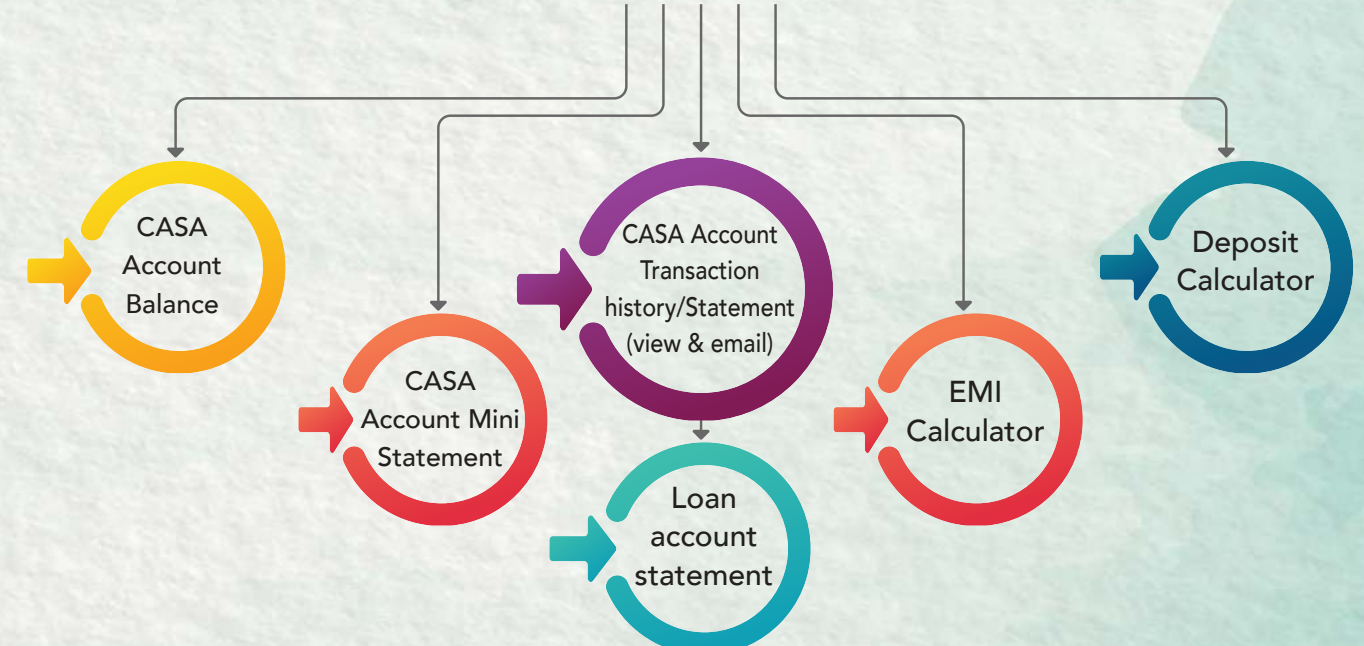 CASA
Account
Balance
CASA
Account Mini
Statement
CASA Account
Transaction
history/Statement
(view & email)
Loan
account
statement
EMI
Calculator
Deposit
Calculator